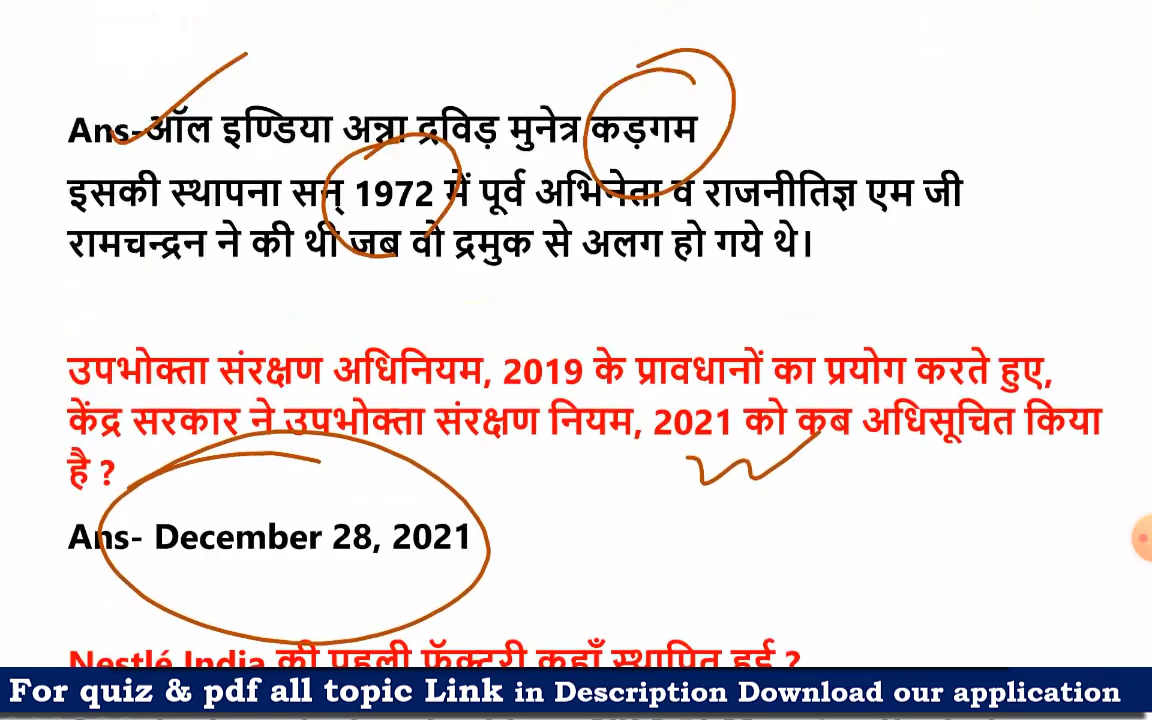 Ans-ऑल इण्डिया अन्ना द्रविड़ मुनेत्र कड़गम
इसकी स्थापना सन् 1972 में पूर्व अभिनेता व राजनीतिज्ञ एम जी
रामचन्द्रन ने की थी जब वो द्रमुक से अलग हो गये थे।
उपभोक्ता संरक्षण अधिनियम, 2019 के प्रावधानों का प्रयोग करते हुए,
केंद्र सरकार ने उपभोक्ता संरक्षण नियम, 2021 को कब अधिसूचित किया
है ?
Ans- December 28, 2021
Nestlé India की पहली फॅक्टरी कहाँ स्थापित हुई ?
For quiz & pdf all topic Link in Description Download our application